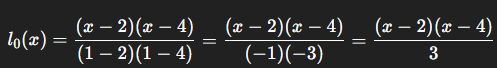 l₀(x) = (x − 2)(x − 4) / (1 − 2)(1 − 4) = (x − 2)(x − 4) / (−1)(−3) = (x − 2)(x − 4) / 3